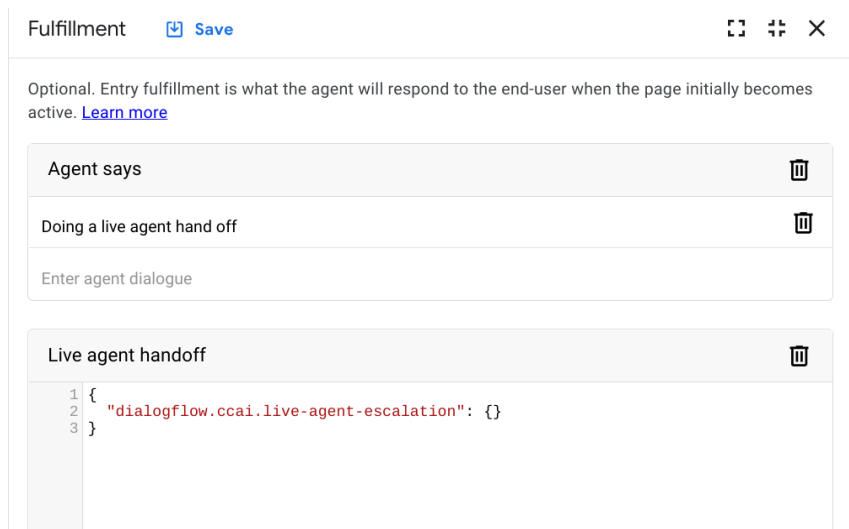 Fulfillment Save
Optional. Entry fulfillment is what the agent will respond to the end-user when the page initially becomes
active. Learn more
Agent says
Doing a live agent hand off
Enter agent dialogue
Live agent handoff
1 {
2   "dialogflow.ccai.live-agent-escalation": {}
3 }